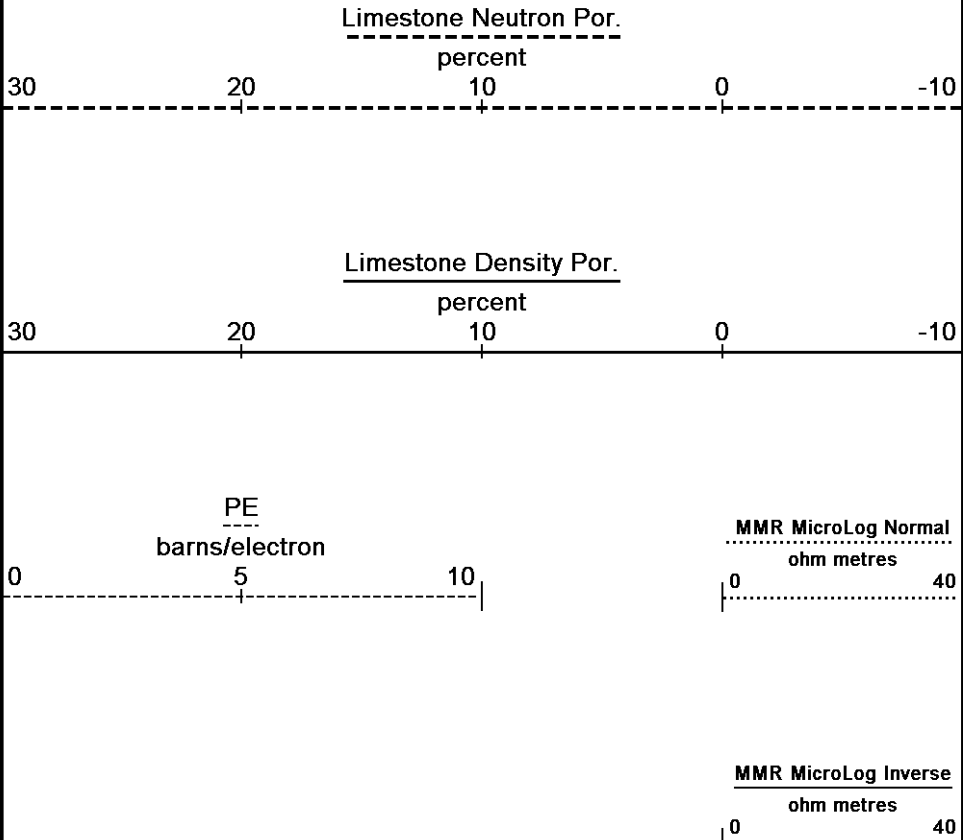 Limestone Neutron Por.
percent
30 20 10 0 -10
Limestone Density Por.
percent
30 20 10 0 -10
PE
barns/electron
0 5 10
MMR MicroLog Normal
ohm metres
0 40
MMR MicroLog Inverse
ohm metres
0 40